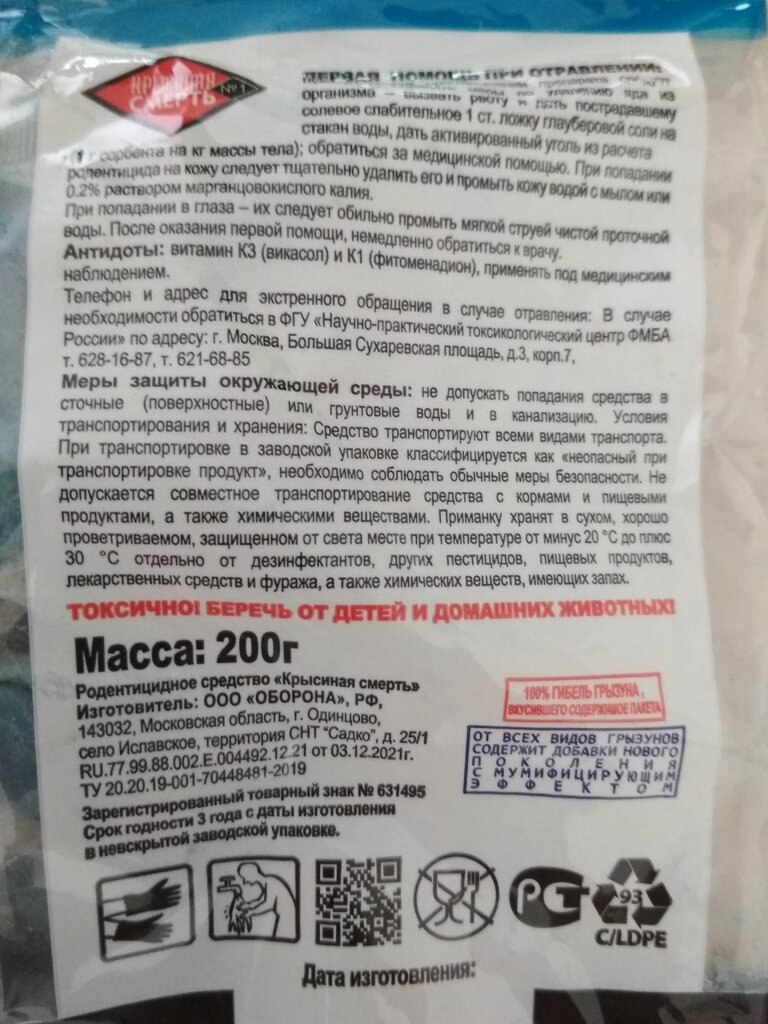 КРЫСИНАЯ
СМЕРТЬ №1
ПЕРВАЯ ПОМОЩЬ ПРИ ОТРАВЛЕНИИ:
препарата следует
меры по удалению яда из
организма – вызвать рвоту и дать пострадавшему
солевое слабительное 1 ст. ложку глауберовой соли на
стакан воды, дать активированный уголь из расчета
(1 г сорбента на кг массы тела); обратиться за медицинской помощью. При попадании
родентицида на кожу следует тщательно удалить его и промыть кожу водой с мылом или
0.2% раствором марганцовокислого калия.
При попадании в глаза – их следует обильно промыть мягкой струей чистой проточной
воды. После оказания первой помощи, немедленно обратиться к врачу.
Антидоты: витамин К3 (викасол) и К1 (фитоменадион), применять под медицинским
наблюдением.
Телефон и адрес для экстренного обращения в случае отравления: В случае
необходимости обратиться в ФГУ «Научно-практический токсикологический центр ФМБА
России» по адресу: г. Москва, Большая Сухаревская площадь, д.3, корп.7,
т. 628-16-87, т. 621-68-85
Меры защиты окружающей среды: не допускать попадания средства в
сточные (поверхностные) или грунтовые воды и в канализацию. Условия
транспортирования и хранения: Средство транспортируют всеми видами транспорта.
При транспортировке в заводской упаковке классифицируется как «неопасный при
транспортировке продукт», необходимо соблюдать обычные меры безопасности. Не
допускается совместное транспортирование средства с кормами и пищевыми
продуктами, а также химическими веществами. Приманку хранят в сухом, хорошо
проветриваемом, защищенном от света месте при температуре от минус 20 °С до плюс
30 °С отдельно от дезинфектантов, других пестицидов, пищевых продуктов,
лекарственных средств и фуража, а также химических веществ, имеющих запах.
ТОКСИЧНО! БЕРЕЧЬ ОТ ДЕТЕЙ И ДОМАШНИХ ЖИВОТНЫХ!
Масса: 200г
Родентицидное средство «Крысиная смерть»
Изготовитель: ООО «ОБОРОНА», РФ,
143032, Московская область, г. Одинцово,
село Иславское, территория СНТ "Садко", д. 25/1
RU.77.99.88.002.Е.004492.12.21 от 03.12.2021г.
ТУ 20.20.19-001-70448481-2019
Зарегистрированный товарный знак № 631495
Срок годности 3 года с даты изготовления
в невскрытой заводской упаковке.
100% ГИБЕЛЬ ГРЫЗУНА,
ВКУСИВШЕГО СОДЕРЖИМОЕ ПАКЕТА
ОТ ВСЕХ ВИДОВ ГРЫЗУНОВ
СОДЕРЖИТ ДОБАВКИ НОВОГО
ПОКОЛЕНИЯ
С МУМИФИЦИРУЮЩИМ
ЭФФЕКТОМ
РСТ
93
C/LDPE
Дата изготовления: